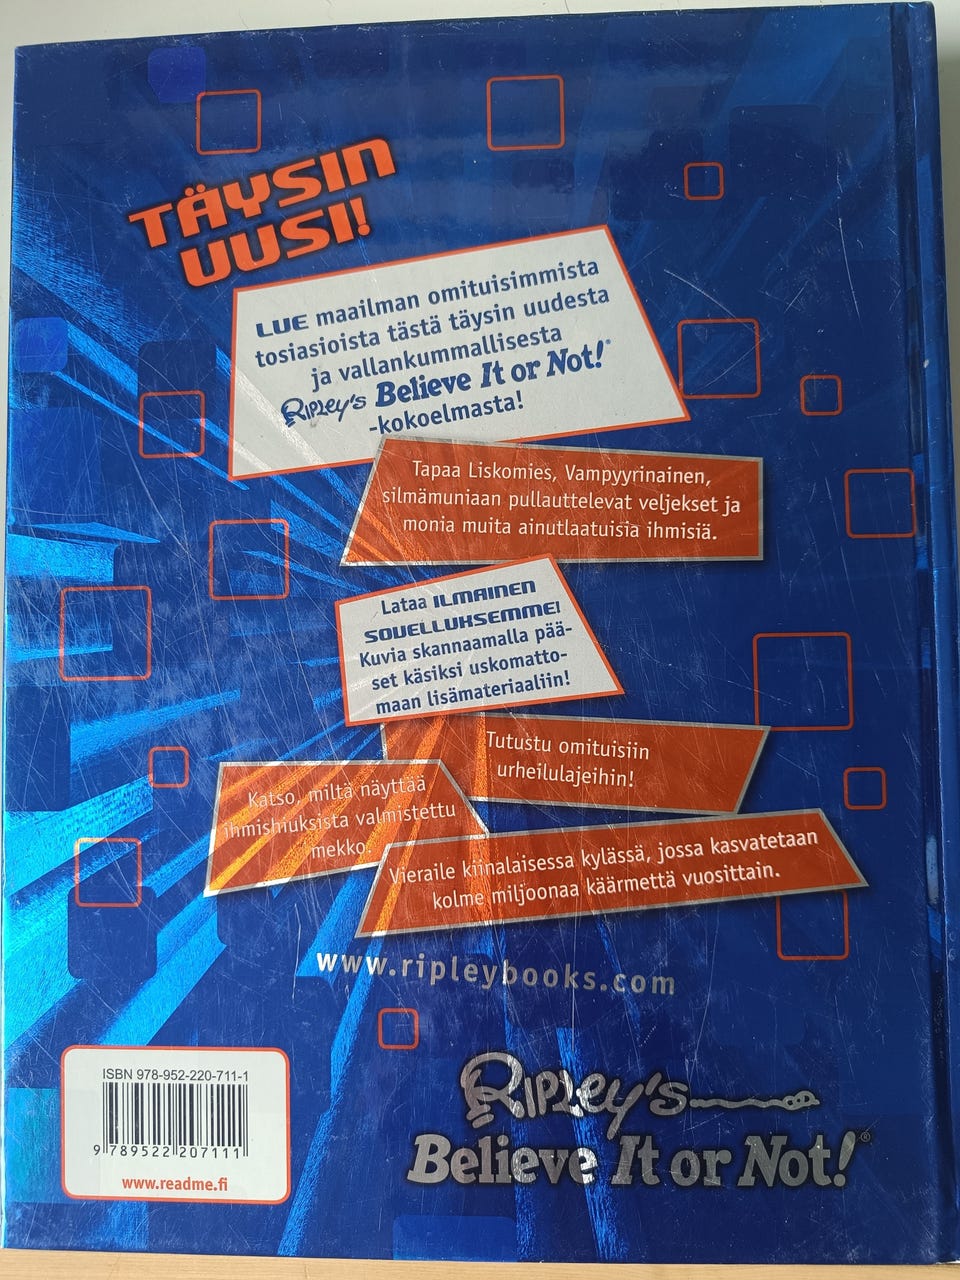 TÄYSIN
UUSI!
LUE maailman omituisimmista
tosiasioista tästä täysin uudesta
ja vallankummallisesta
Ripley's Believe It or Not!®
-kokoelmasta!
Tapaa Liskomies, Vampyyrinainen,
silmämuniaan pullauttelevat veljekset ja
monia muita ainutlaatuisia ihmisiä.
Lataa ILMAINEN
SOVELLUKSEMME!
Kuvia skannaamalla pää-
set käsiksi uskomatto-
maan lisämateriaaliin!
Tutustu omituisiin
urheilulajeihin!
Katso, miltä näyttää
ihmishiuksista valmistettu
mekko.
Vieraile kiinalaisessa kylässä, jossa kasvatetaan
kolme miljoonaa käärmettä vuosittain.
www.ripleybooks.com
ISBN 978-952-220-711-1
9 789522 207111
www.readme.fi
Ripley's
Believe It or Not!®